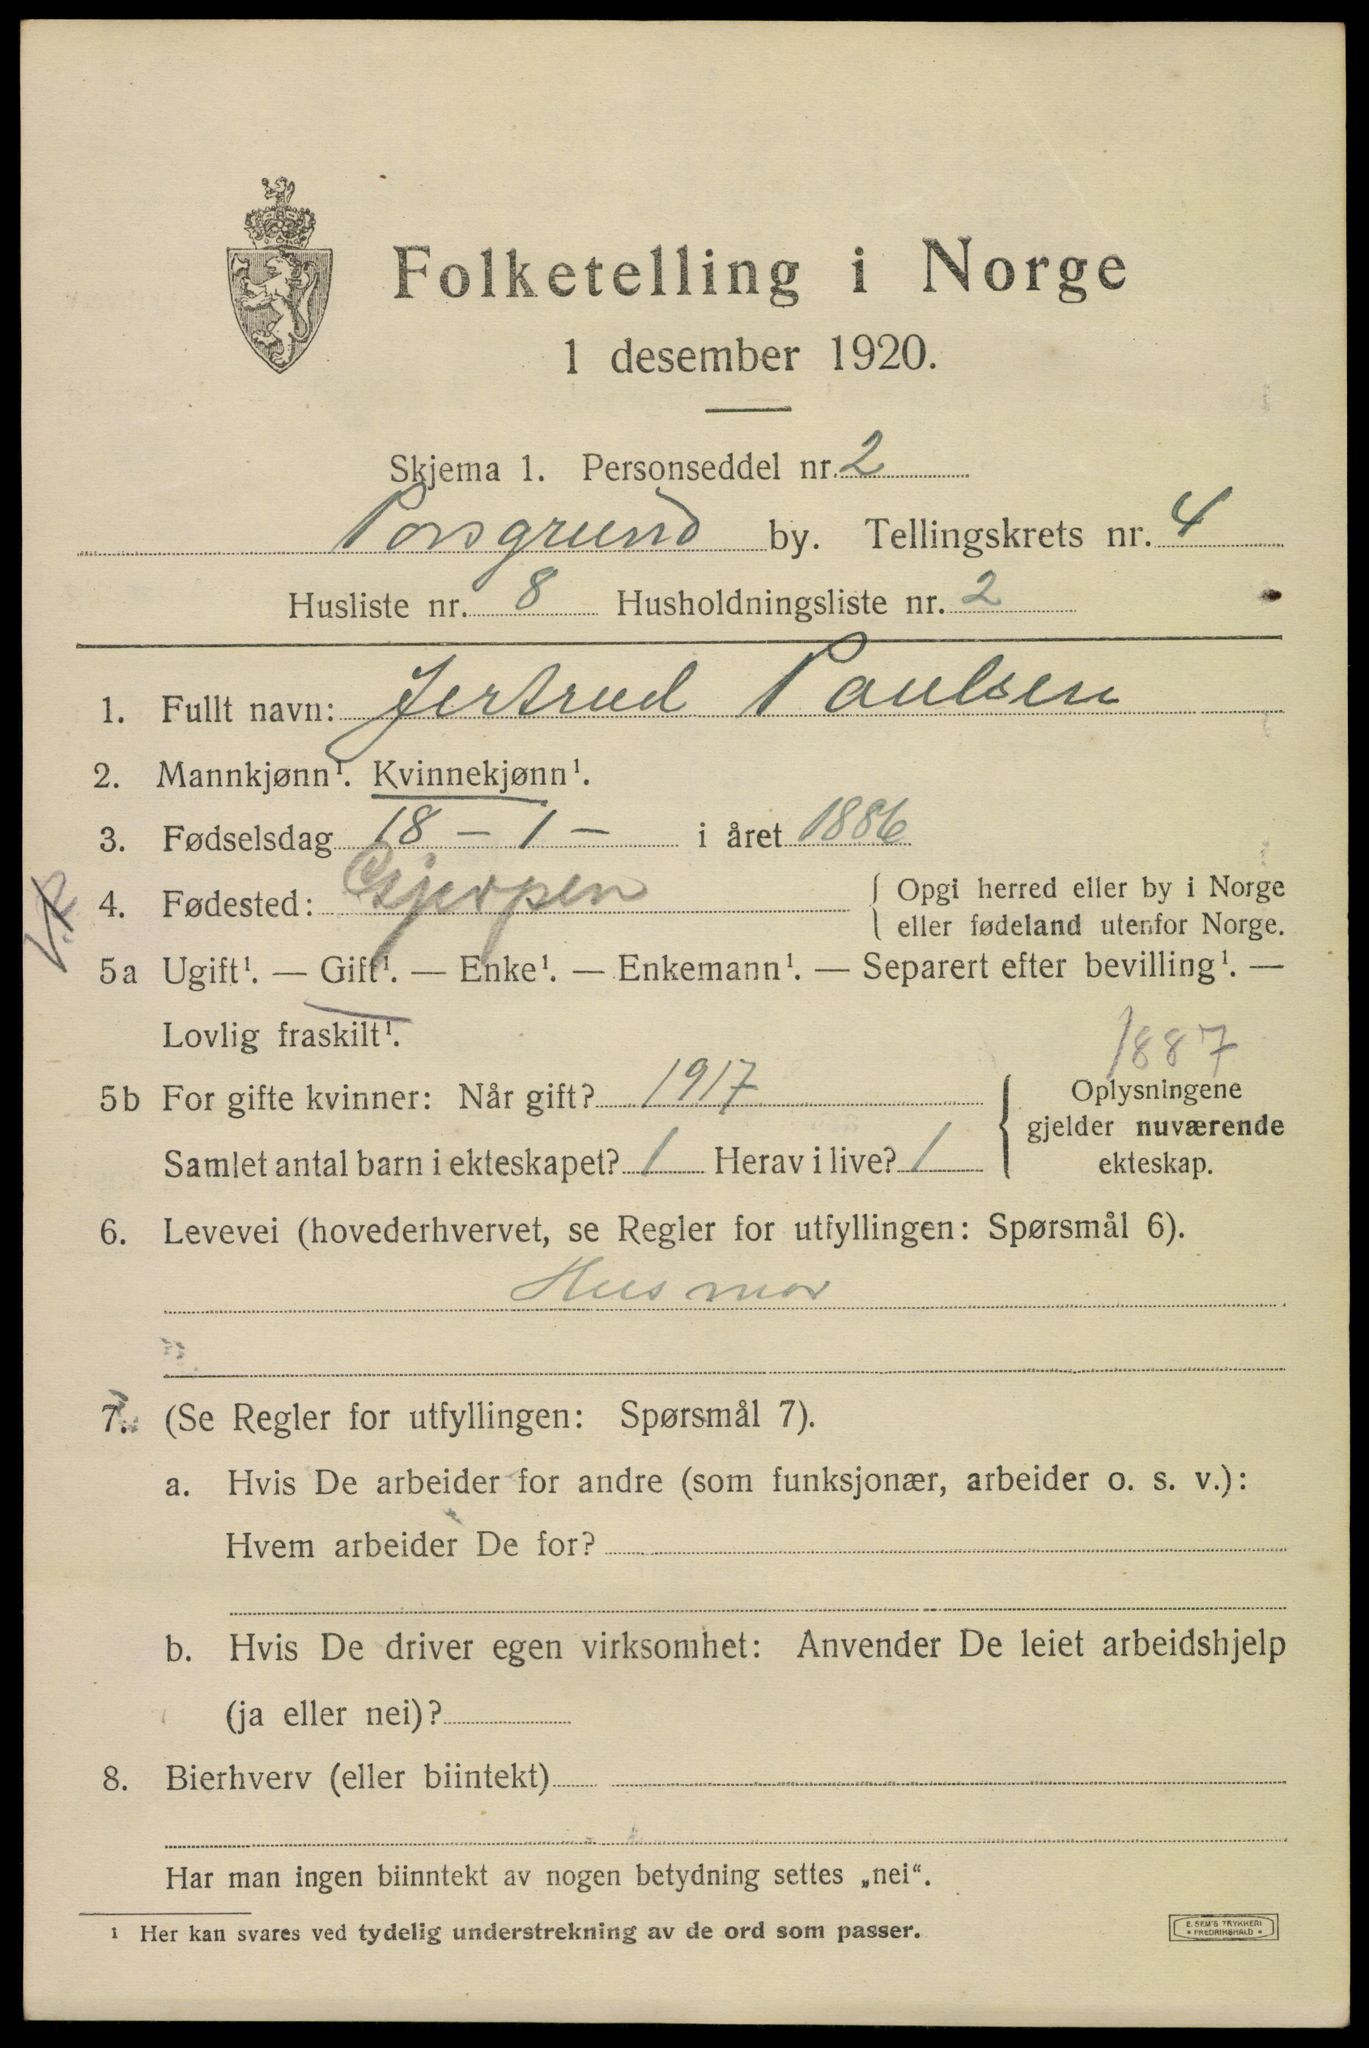 Folketelling i Norge
1 desember 1920.
Skjema 1. Personseddel nr. 2
Porsgrund by. Tellingskrets nr. 4
Husliste nr. 8 Husholdningsliste nr. 2
1. Fullt navn: Jertrud Paulsen
2. Mannkjønn¹. Kvinnekjønn¹.
3. Fødselsdag 18 - 1 - i året 1886
4. Fødested: Gjerpen { Opgi herred eller by i Norge
eller fødeland utenfor Norge.
5a Ugift¹. — Gift¹. — Enke¹. — Enkemann¹. — Separert efter bevilling¹. —
Lovlig fraskilt¹.
1887
5b For gifte kvinner: Når gift? 1917
Samlet antal barn i ekteskapet? 1 Herav i live? 1
Oplysningene
gjelder nuværende
ekteskap.
6. Levevei (hovederhvervet, se Regler for utfyllingen: Spørsmål 6).
Husmor
7. (Se Regler for utfyllingen: Spørsmål 7).
a. Hvis De arbeider for andre (som funksjonær, arbeider o. s. v.):
Hvem arbeider De for?
b. Hvis De driver egen virksomhet: Anvender De leiet arbeidshjelp
(ja eller nei)?
8. Bierhverv (eller biintekt)
Har man ingen biinntekt av nogen betydning settes „nei“.
¹ Her kan svares ved tydelig understrekning av de ord som passer.
E. SEM'S TRYKKERI
• FREDRIKSHALD •